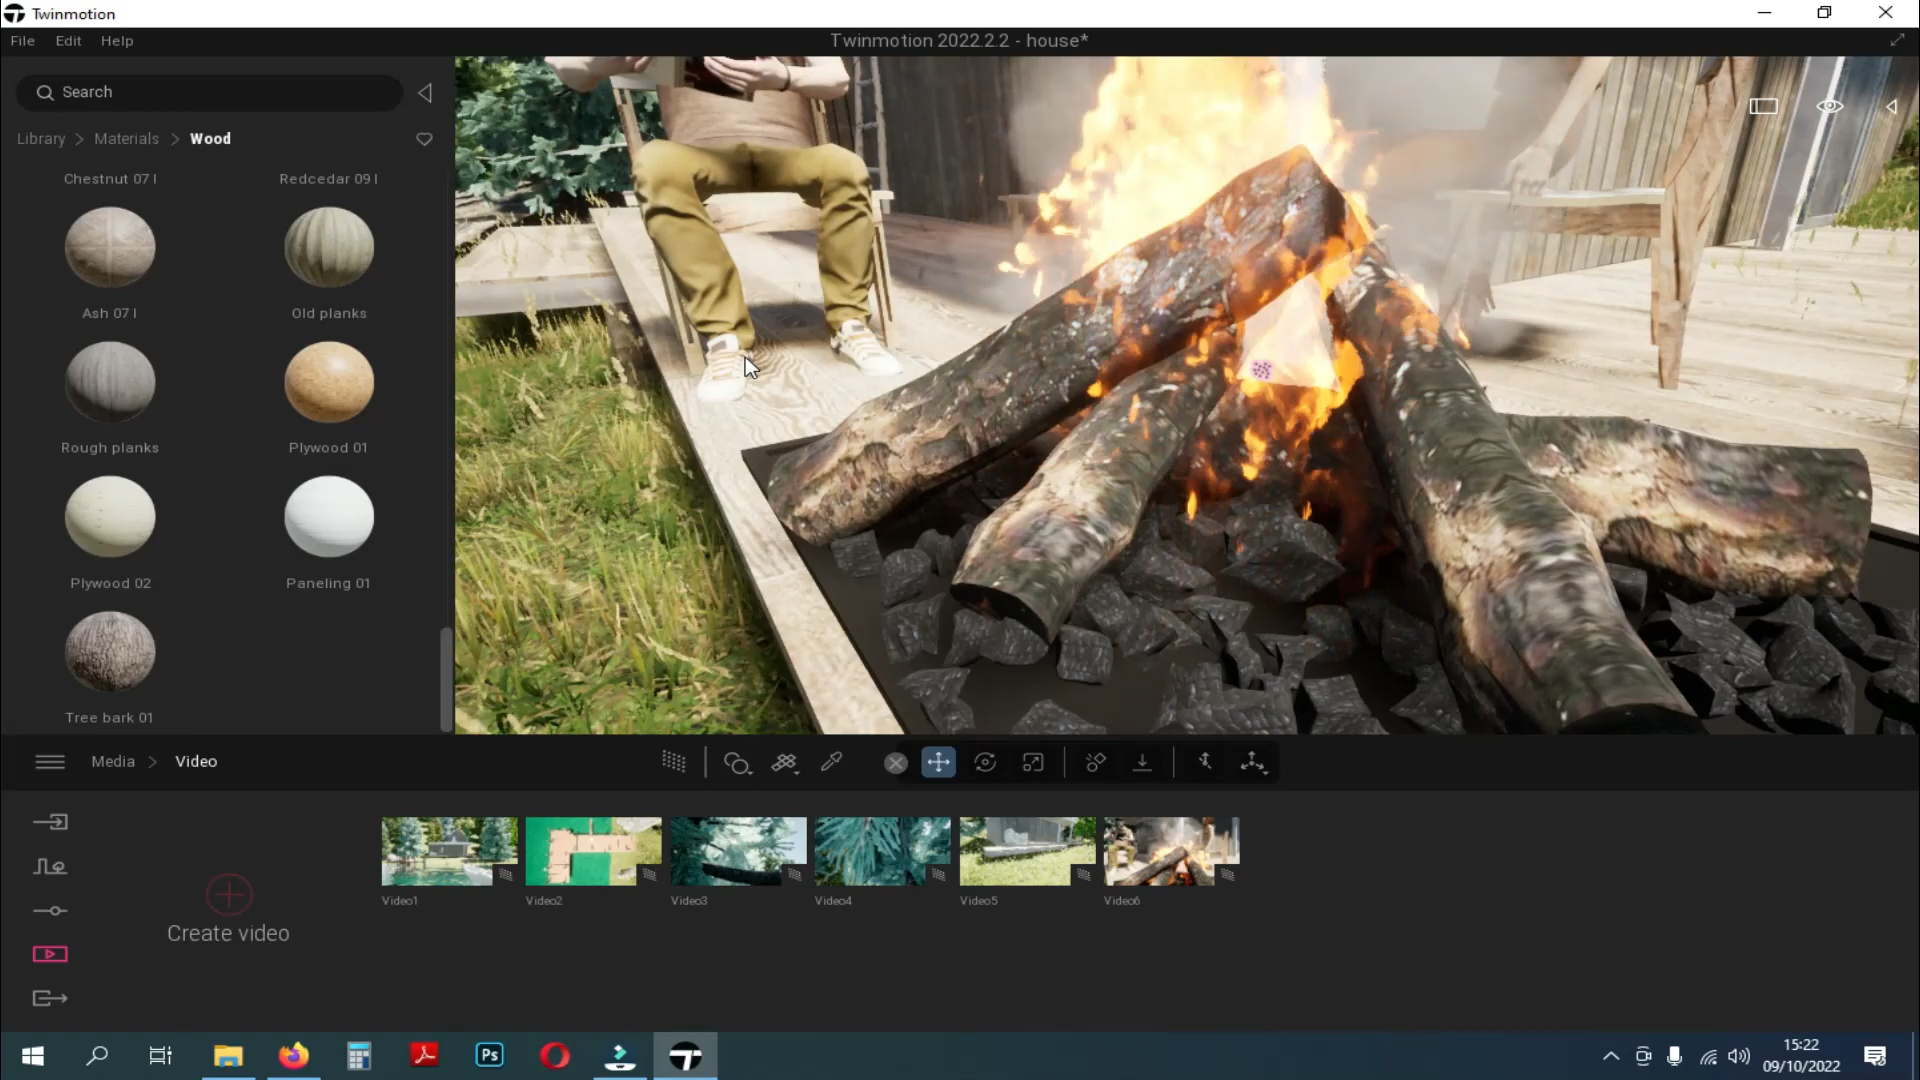 Twinmotion
File Edit Help
Twinmotion 2022.2.2 - house*
Search
Library > Materials > Wood
Chestnut 07 I
Redcedar 09 I
Ash 07 I
Old planks
Rough planks
Plywood 01
Plywood 02
Paneling 01
Tree bark 01
Media > Video
Create video
Video1
Video2
Video3
Video4
Video5
Video6
Ps
15:22
09/10/2022